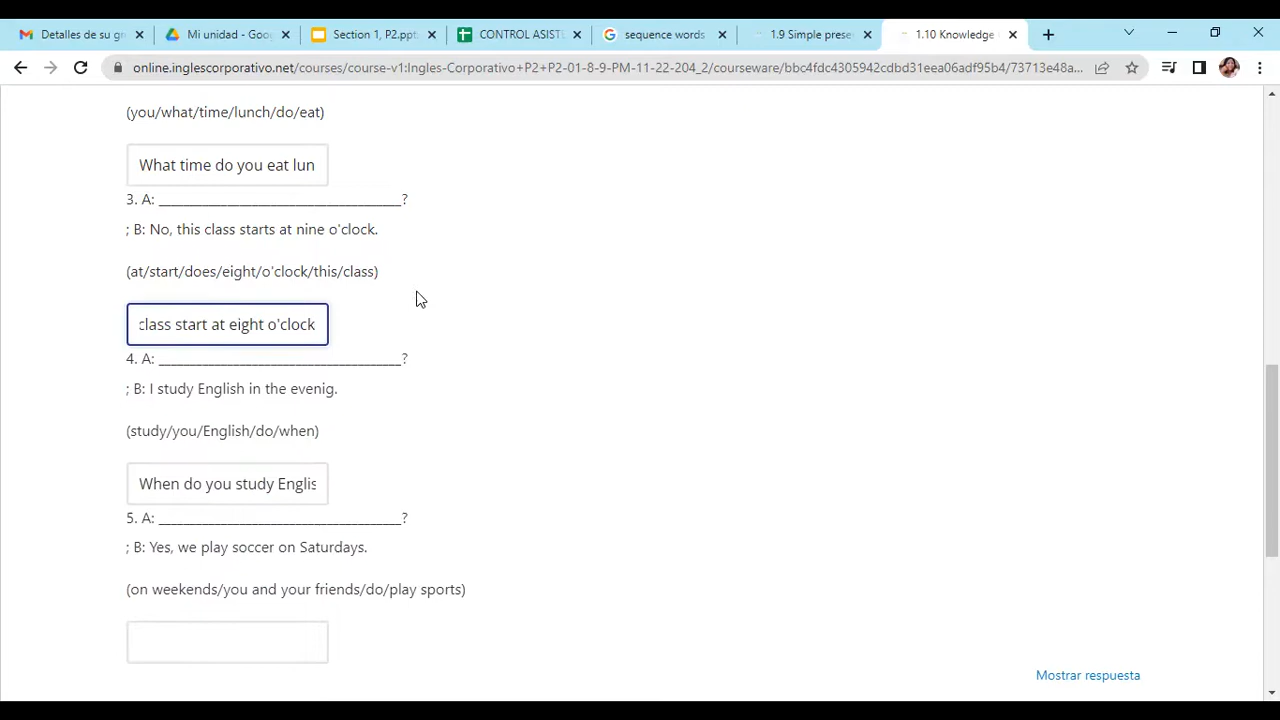 Detalles de su gr
Mi unidad - Goo
Section 1, P2.ppt
CONTROL ASIST
sequence words
1.9 Simple prese
1.10 Knowledge
online.inglescorporativo.net/courses/course-v1:Ingles-Corporativo+P2+P2-01-8-9-PM-11-22-204_2/courseware/bbc4fdc4305942cdbd31eea06adf95b4/73713e48a...
(you/what/time/lunch/do/eat)
What time do you eat lun
3. A: ___________________________________?
; B: No, this class starts at nine o'clock.
(at/start/does/eight/o'clock/this/class)
class start at eight o'clock
4. A: ___________________________________?
; B: I study English in the evenig.
(study/you/English/do/when)
When do you study Englis
5. A: ___________________________________?
; B: Yes, we play soccer on Saturdays.
(on weekends/you and your friends/do/play sports)
Mostrar respuesta